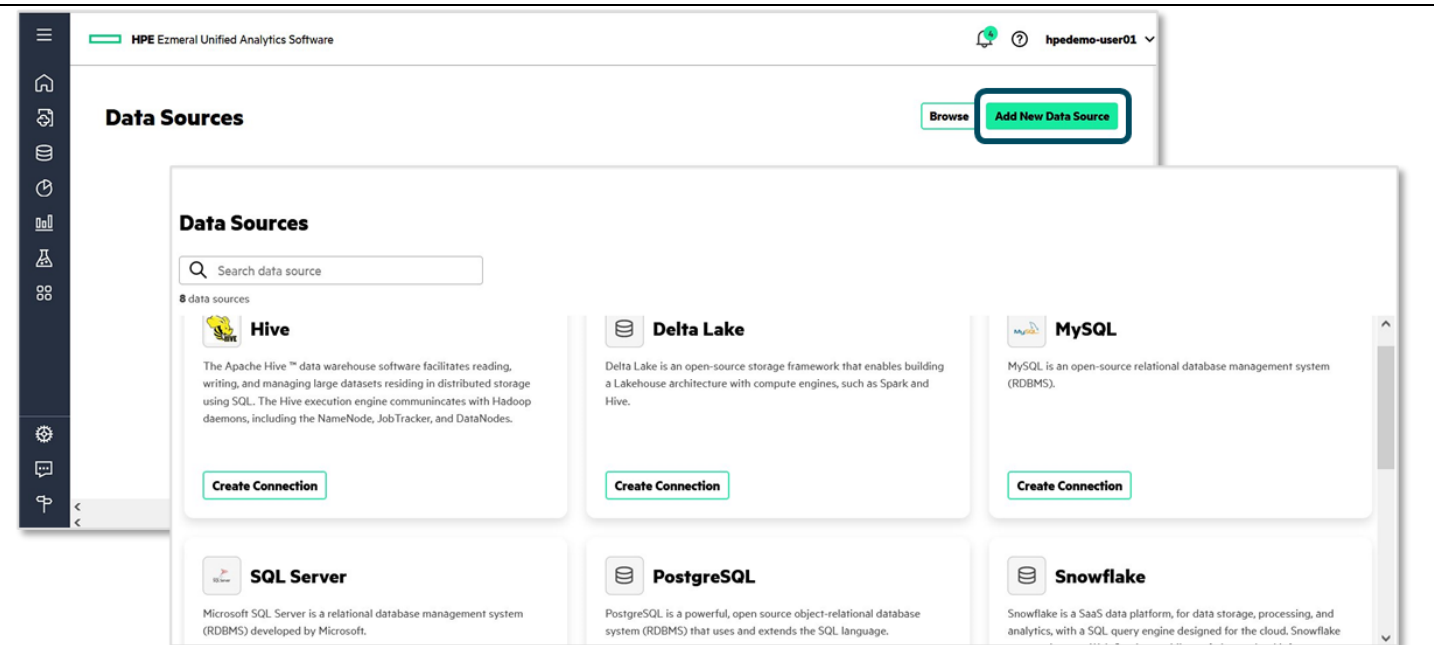 HPE Ezmeral Unified Analytics Software
4
hpedemo-user01
Data Sources
Browse
Add New Data Source
Data Sources
Search data source
8 data sources
HIVE
Hive
The Apache Hive ™ data warehouse software facilitates reading,
writing, and managing large datasets residing in distributed storage
using SQL. The Hive execution engine communincates with Hadoop
daemons, including the NameNode, JobTracker, and DataNodes.
Create Connection
Delta Lake
Delta Lake is an open-source storage framework that enables building
a Lakehouse architecture with compute engines, such as Spark and
Hive.
Create Connection
MySQL
MySQL
MySQL is an open-source relational database management system
(RDBMS).
Create Connection
SQL Server
SQL Server
Microsoft SQL Server is a relational database management system
(RDBMS) developed by Microsoft.
PostgreSQL
PostgreSQL is a powerful, open source object-relational database
system (RDBMS) that uses and extends the SQL language.
Snowflake
Snowflake is a SaaS data platform, for data storage, processing, and
analytics, with a SQL query engine designed for the cloud. Snowflake